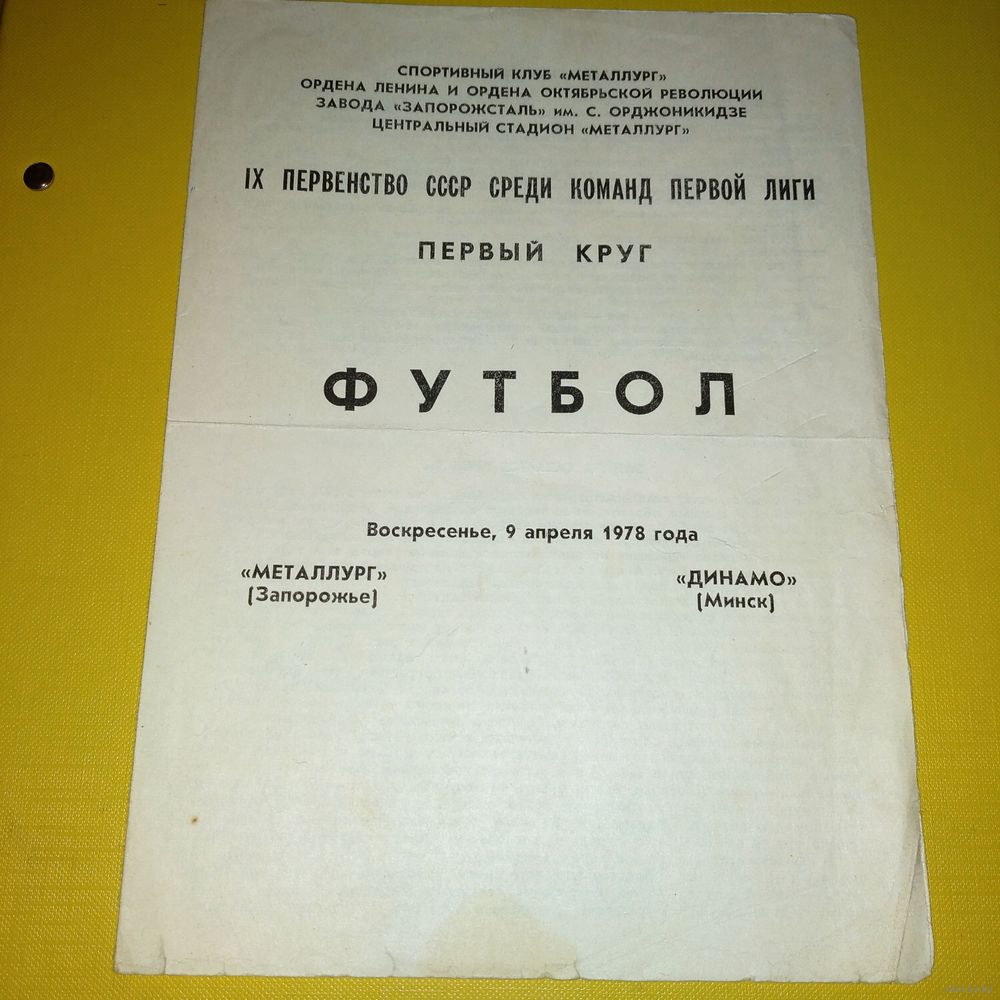 СПОРТИВНЫЙ КЛУБ «МЕТАЛЛУРГ»
ОРДЕНА ЛЕНИНА И ОРДЕНА ОКТЯБРЬСКОЙ РЕВОЛЮЦИИ
ЗАВОДА «ЗАПОРОЖСТАЛЬ» им. С. ОРДЖОНИКИДЗЕ
ЦЕНТРАЛЬНЫЙ СТАДИОН «МЕТАЛЛУРГ»
IX ПЕРВЕНСТВО СССР СРЕДИ КОМАНД ПЕРВОЙ ЛИГИ
ПЕРВЫЙ КРУГ
ФУТБОЛ
Воскресенье, 9 апреля 1978 года
«МЕТАЛЛУРГ» «ДИНАМО»
(Запорожье) (Минск)